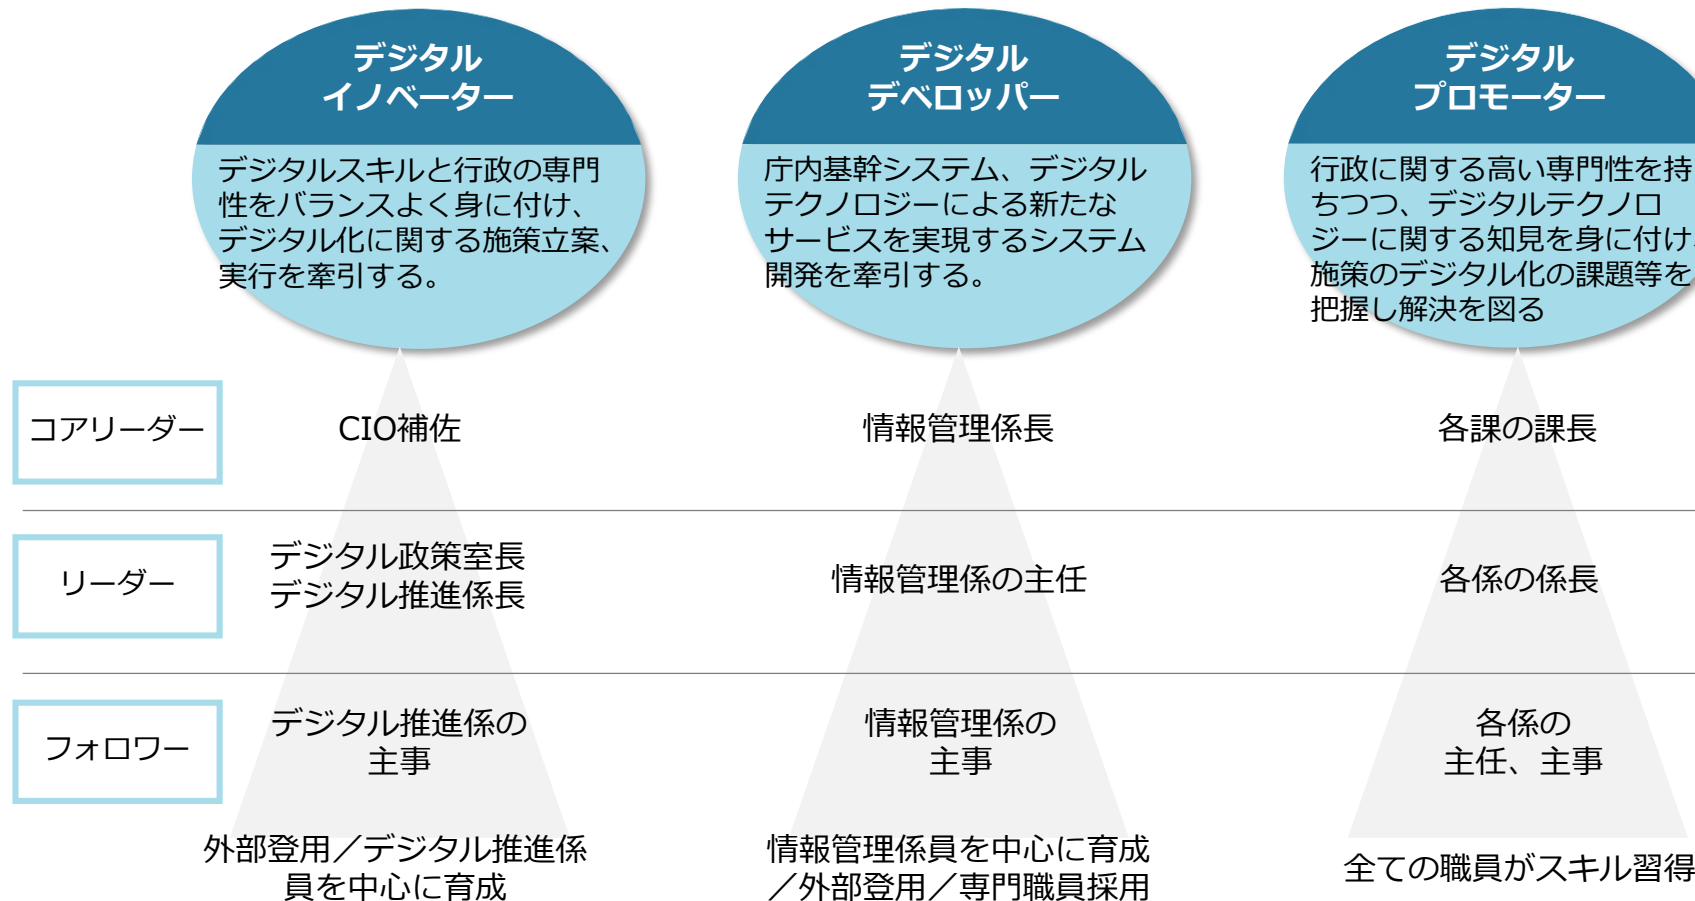 デジタル
イノベーター
デジタルスキルと行政の専門
性をバランスよく身に付け、
デジタル化に関する施策立案、
実行を牽引する。
デジタル
デベロッパー
庁内基幹システム、デジタル
テクノロジーによる新たな
サービスを実現するシステム
開発を牽引する。
デジタル
プロモーター
行政に関する高い専門性を持
ちつつ、デジタルテクノロ
ジーに関する知見を身に付け、
施策のデジタル化の課題等を
把握し解決を図る
コアリーダー
CIO補佐
情報管理係長
各課の課長
リーダー
デジタル政策室長
デジタル推進係長
情報管理係の主任
各係の係長
フォロワー
デジタル推進係の
主事
情報管理係の
主事
各係の
主任、主事
外部登用／デジタル推進係
員を中心に育成
情報管理係員を中心に育成
／外部登用／専門職員採用
全ての職員がスキル習得